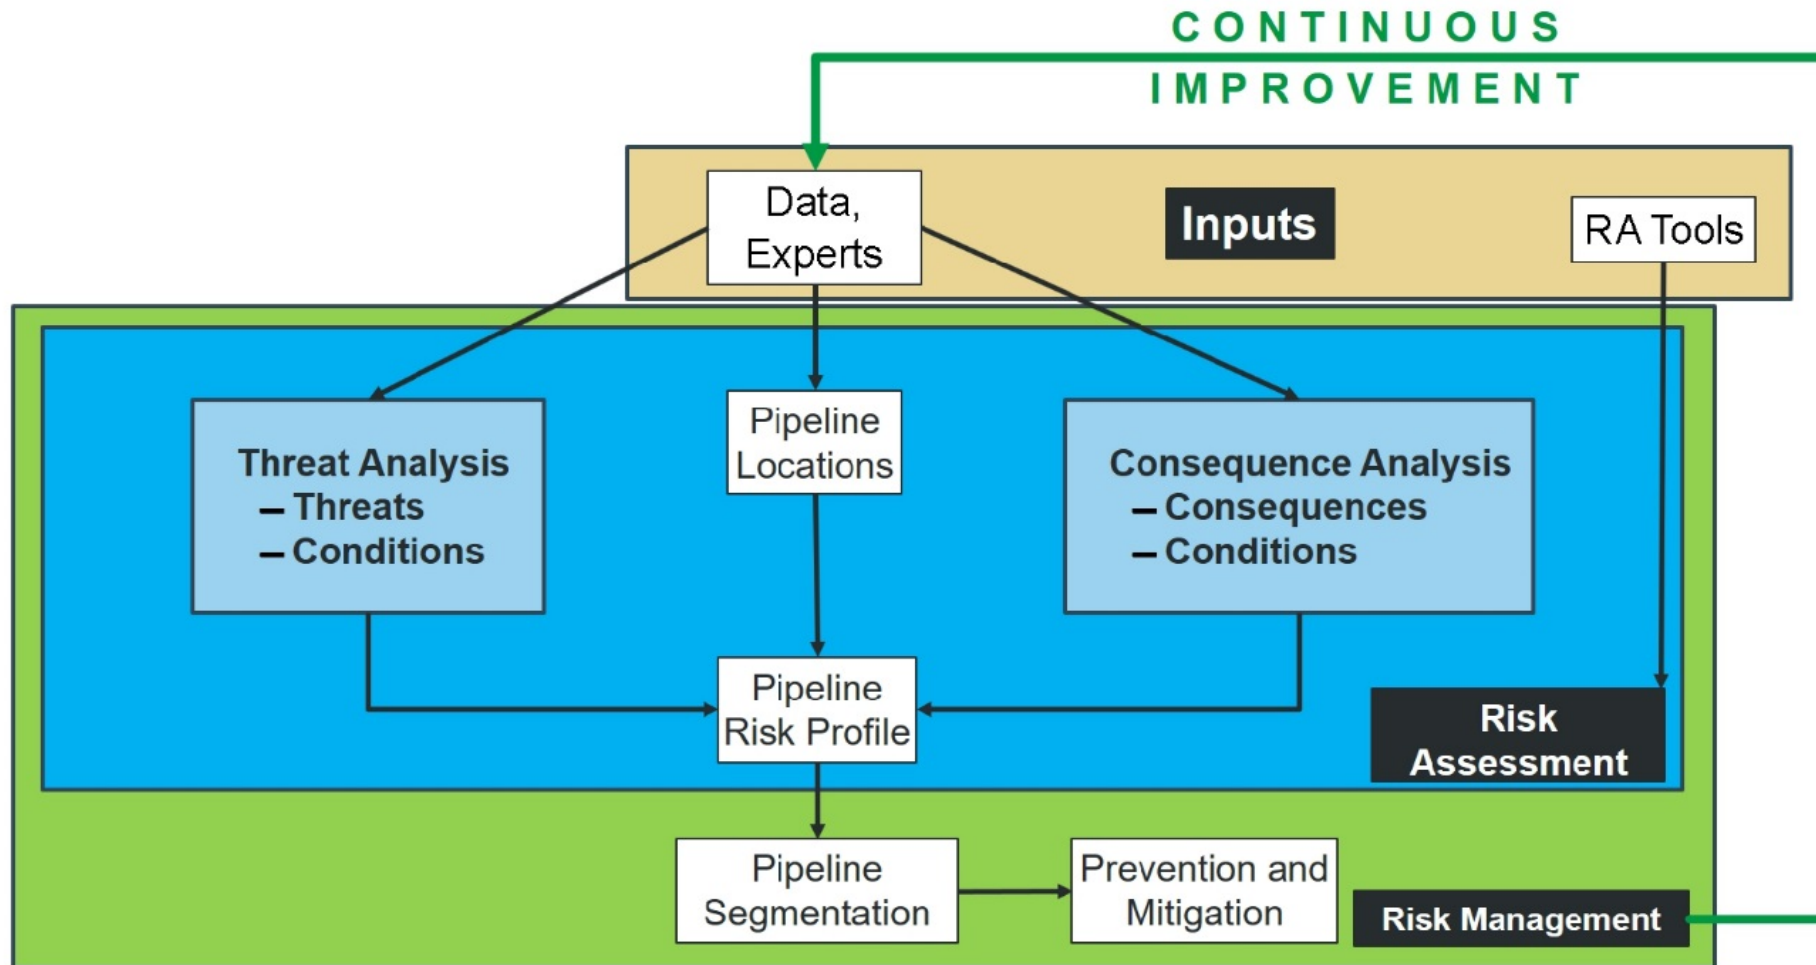 CONTINUOUS
IMPROVEMENT
Data,
Experts
Inputs
RA Tools
Threat Analysis
– Threats
– Conditions
Pipeline
Locations
Consequence Analysis
– Consequences
– Conditions
Pipeline
Risk Profile
Risk
Assessment
Pipeline
Segmentation
Prevention and
Mitigation
Risk Management